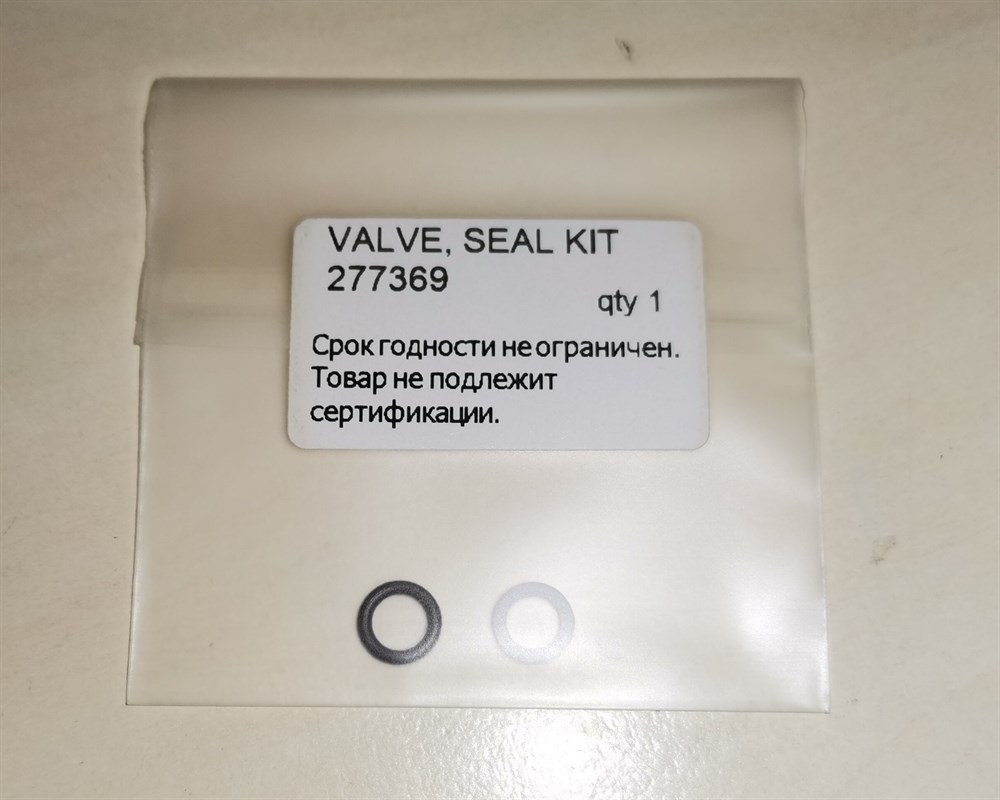 VALVE, SEAL KIT
277369
qty 1
Срок годности не ограничен.
Товар не подлежит
сертификации.